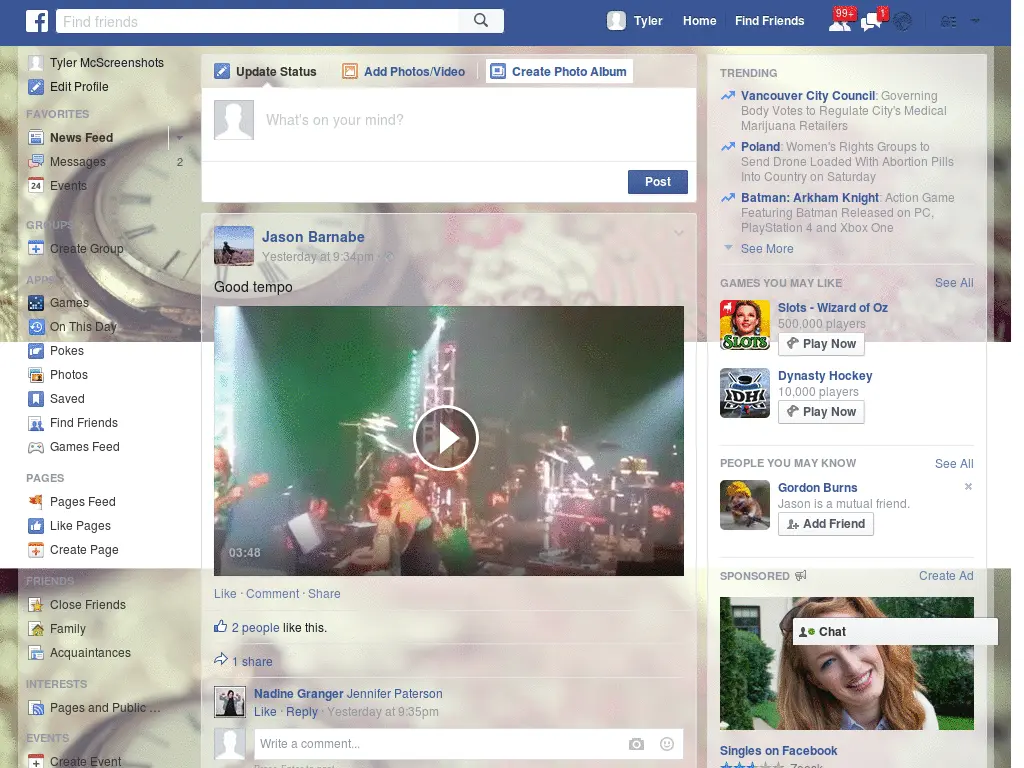 Find friends
Tyler
Home
Find Friends
99+
1
Tyler McScreenshots
Edit Profile
FAVORITES
News Feed
Messages
2
24
Events
GROUPS
Create Group
APPS
Games
On This Day
Pokes
Photos
Saved
Find Friends
Games Feed
PAGES
Pages Feed
Like Pages
Create Page
FRIENDS
Close Friends
Family
Acquaintances
INTERESTS
Pages and Public ...
EVENTS
Create Event
Update Status
Add Photos/Video
Create Photo Album
What's on your mind?
Post
Jason Barnabe
Yesterday at 9:34pm ·
Good tempo
03:48
Like · Comment · Share
2 people like this.
1 share
Nadine Granger Jennifer Paterson
Like · Reply · Yesterday at 9:35pm
Write a comment...
TRENDING
Vancouver City Council: Governing
Body Votes to Regulate City's Medical
Marijuana Retailers
Poland: Women's Rights Groups to
Send Drone Loaded With Abortion Pills
Into Country on Saturday
Batman: Arkham Knight: Action Game
Featuring Batman Released on PC,
PlayStation 4 and Xbox One
See More
GAMES YOU MAY LIKE
See All
SLOTS
Slots - Wizard of Oz
500,000 players
Play Now
DH
Dynasty Hockey
10,000 players
Play Now
PEOPLE YOU MAY KNOW
See All
Gordon Burns
Jason is a mutual friend.
Add Friend
SPONSORED
Create Ad
Chat
Singles on Facebook